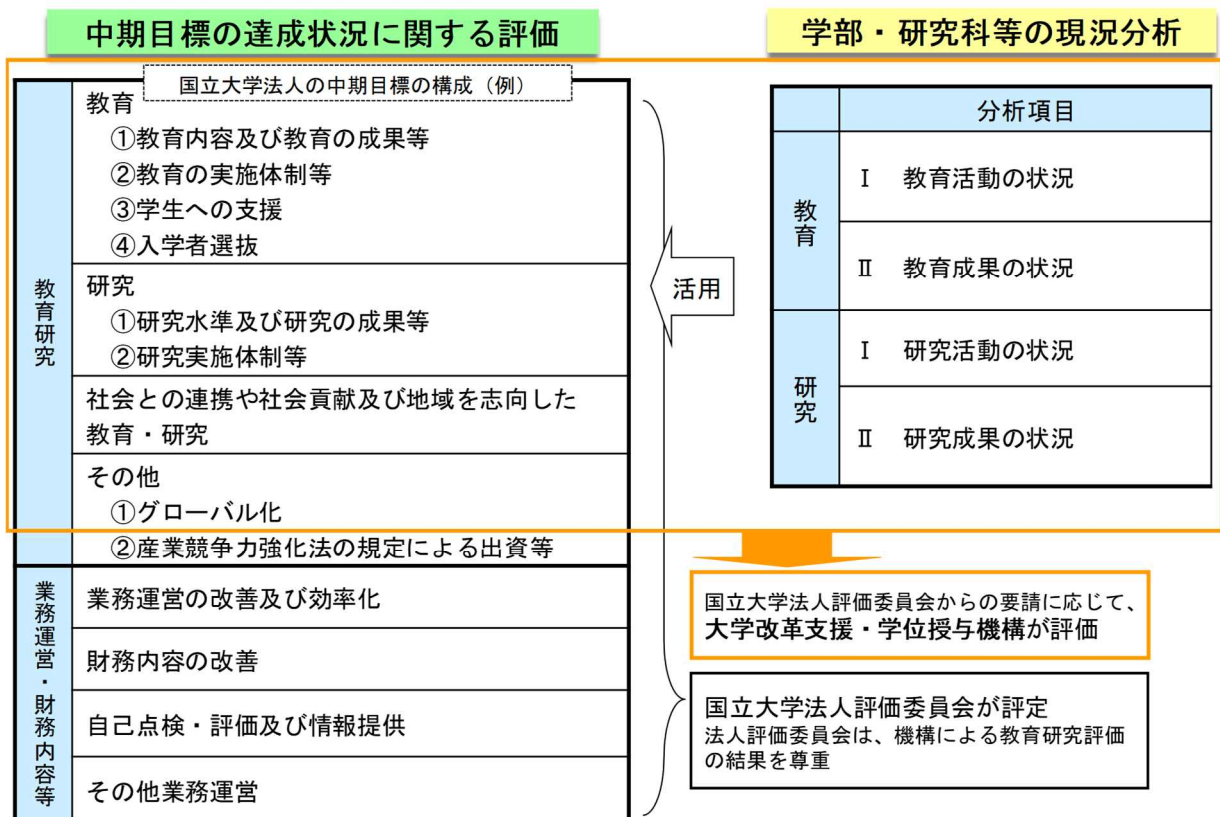 中期目標の達成状況に関する評価
学部・研究科等の現況分析
国立大学法人の中期目標の構成（例）
教育研究
教育
①教育内容及び教育の成果等
②教育の実施体制等
③学生への支援
④入学者選抜
研究
①研究水準及び研究の成果等
②研究実施体制等
社会との連携や社会貢献及び地域を志向した
教育・研究
その他
①グローバル化
②産業競争力強化法の規定による出資等
業務運営・財務内容等
業務運営の改善及び効率化
財務内容の改善
自己点検・評価及び情報提供
その他業務運営
活用
分析項目
教育
Ⅰ 教育活動の状況
Ⅱ 教育成果の状況
研究
Ⅰ 研究活動の状況
Ⅱ 研究成果の状況
国立大学法人評価委員会からの要請に応じて、
大学改革支援・学位授与機構が評価
国立大学法人評価委員会が評定
法人評価委員会は、機構による教育研究評価
の結果を尊重